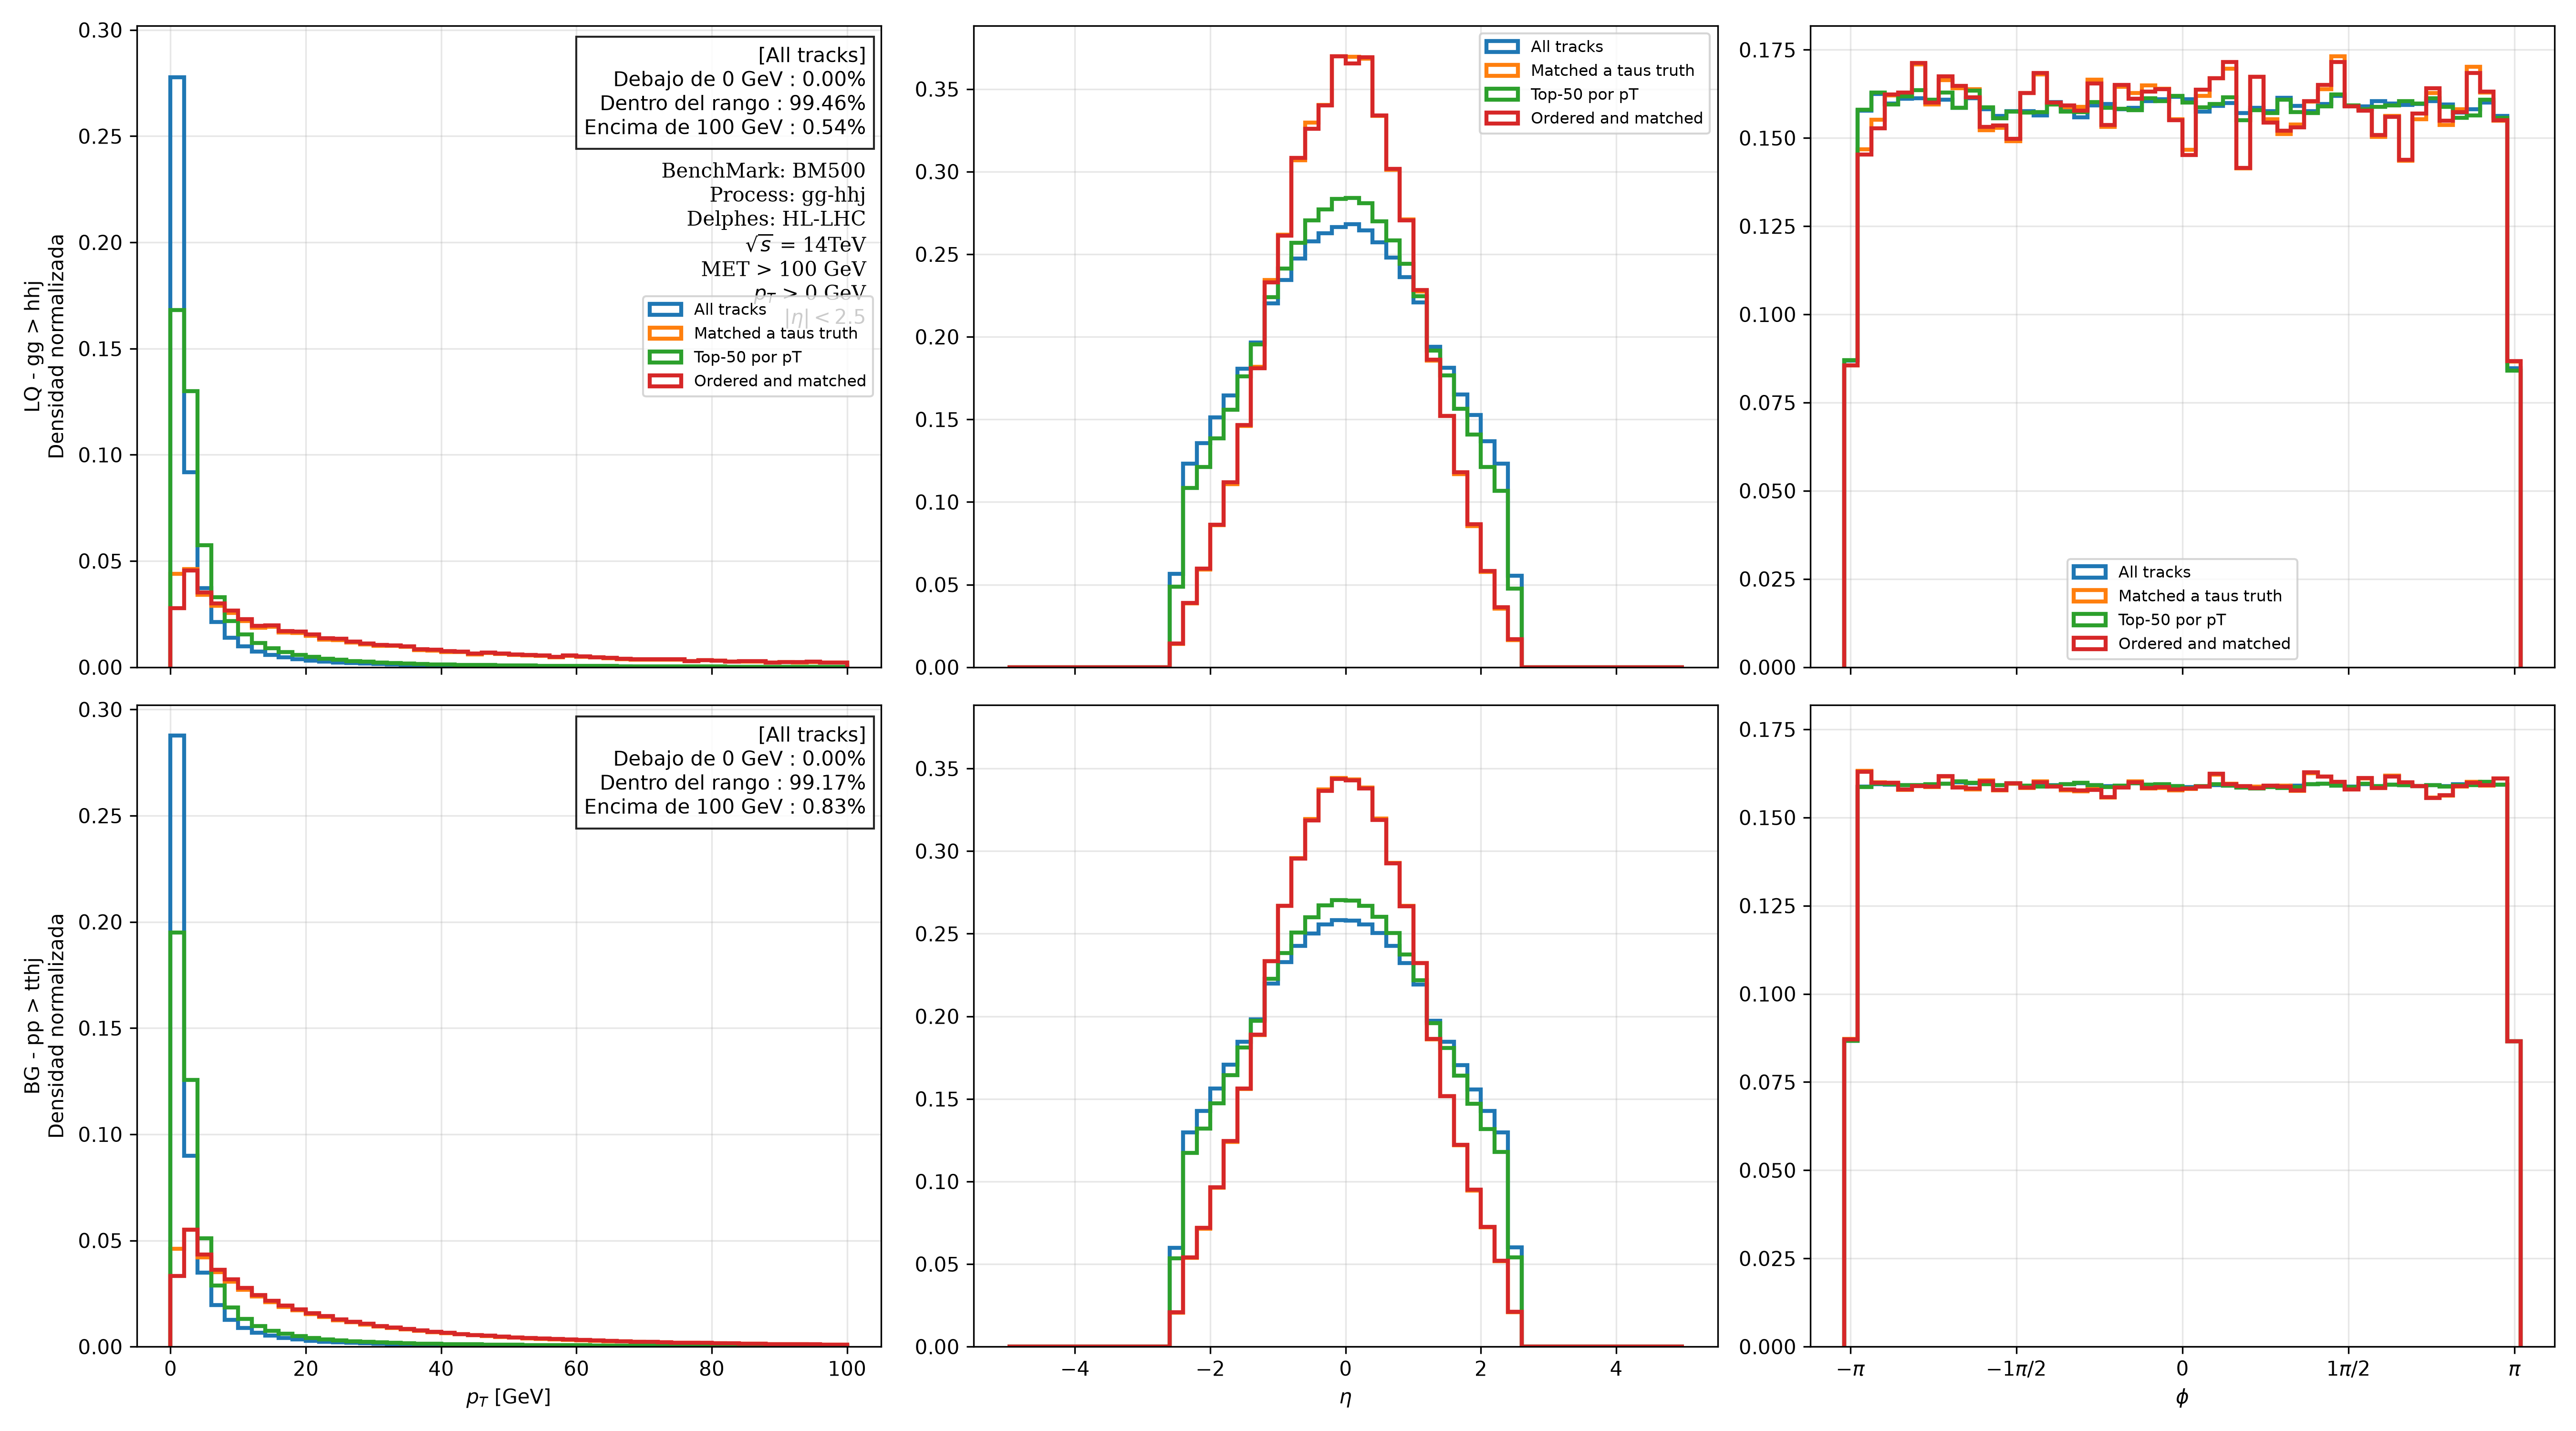 LQ - gg > hhj
Densidad normalizada
0.30
0.25
0.20
0.15
0.10
0.05
0.00
[All tracks]
Debajo de 0 GeV : 0.00%
Dentro del rango : 99.46%
Encima de 100 GeV : 0.54%
BenchMark: BM500
Process: gg-hhj
Delphes: HL-LHC
√s = 14TeV
MET > 100 GeV
p_T > 0 GeV
|η| < 2.5
All tracks
Matched a taus truth
Top-50 por pT
Ordered and matched
0.35
0.30
0.25
0.20
0.15
0.10
0.05
0.00
All tracks
Matched a taus truth
Top-50 por pT
Ordered and matched
0.175
0.150
0.125
0.100
0.075
0.050
0.025
0.000
All tracks
Matched a taus truth
Top-50 por pT
Ordered and matched
BG - pp > tthj
Densidad normalizada
0.30
0.25
0.20
0.15
0.10
0.05
0.00
[All tracks]
Debajo de 0 GeV : 0.00%
Dentro del rango : 99.17%
Encima de 100 GeV : 0.83%
0 20 40 60 80 100
p_T [GeV]
0.35
0.30
0.25
0.20
0.15
0.10
0.05
0.00
−4 −2 0 2 4
η
0.175
0.150
0.125
0.100
0.075
0.050
0.025
0.000
−π −1π/2 0 1π/2 π
ϕ